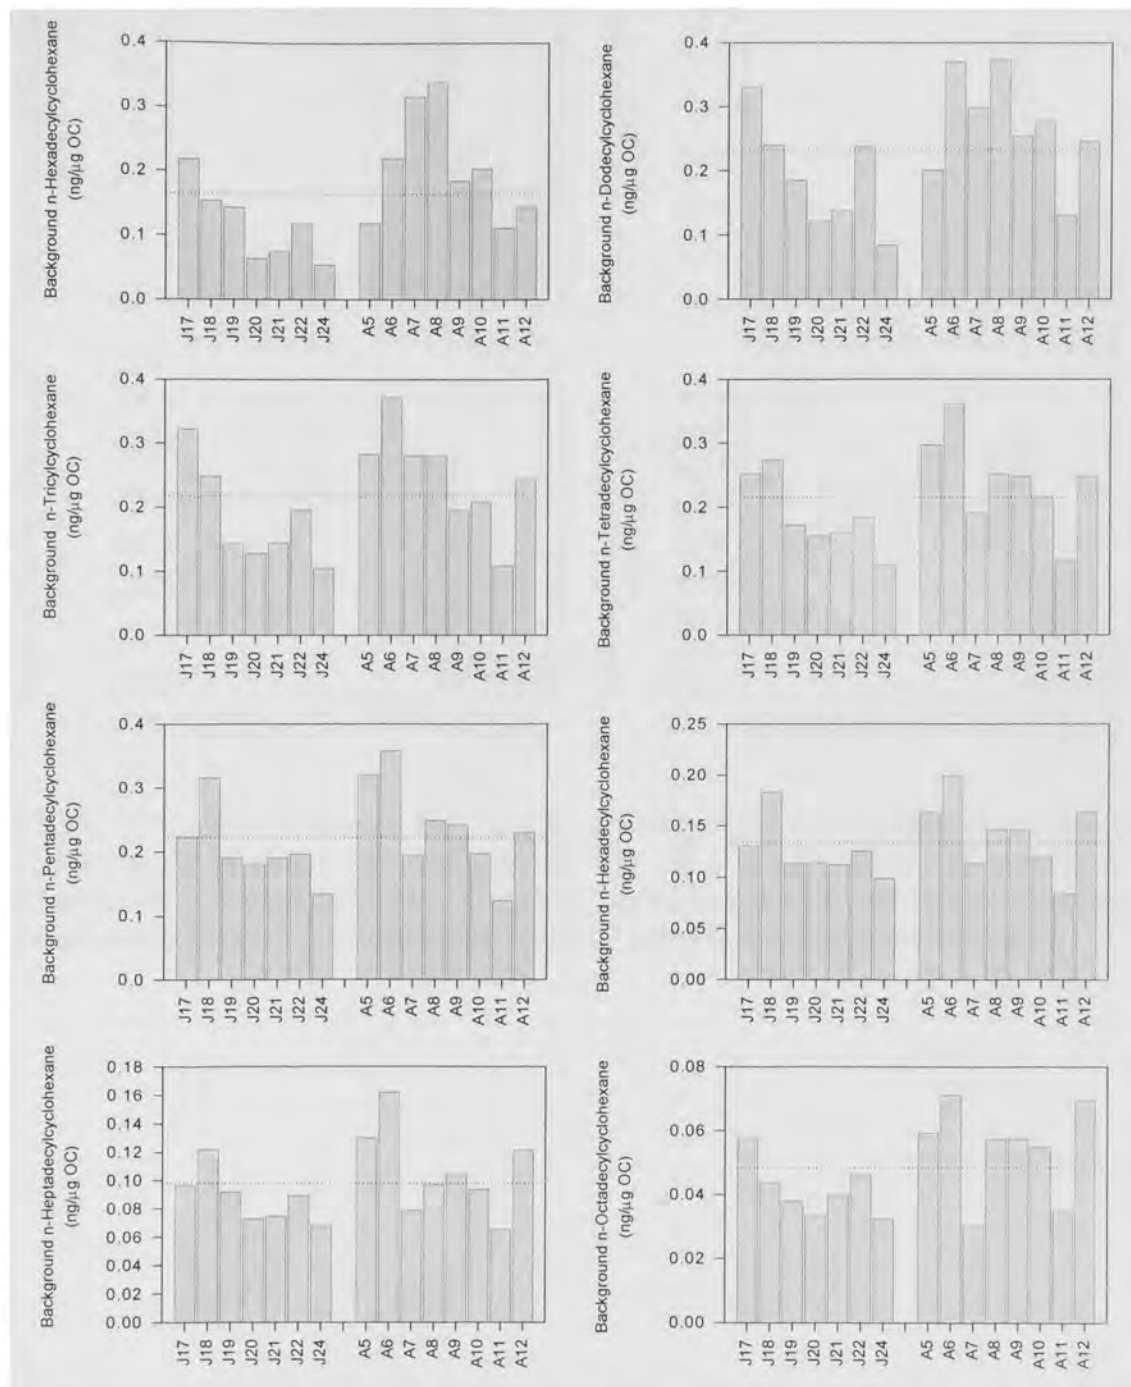 Background n-Hexadecylcyclohexane
(ng/µg OC)
0.4
0.3
0.2
0.1
0.0
J17
J18
J19
J20
J21
J22
J24
A5
A6
A7
A8
A9
A10
A11
A12
Background n-Dodecylcyclohexane
(ng/µg OC)
0.4
0.3
0.2
0.1
0.0
J17
J18
J19
J20
J21
J22
J24
A5
A6
A7
A8
A9
A10
A11
A12
Background n-Tricylcyclohexane
(ng/µg OC)
0.4
0.3
0.2
0.1
0.0
J17
J18
J19
J20
J21
J22
J24
A5
A6
A7
A8
A9
A10
A11
A12
Background n-Tetradecylcyclohexane
(ng/µg OC)
0.4
0.3
0.2
0.1
0.0
J17
J18
J19
J20
J21
J22
J24
A5
A6
A7
A8
A9
A10
A11
A12
Background n-Pentadecylcyclohexane
(ng/µg OC)
0.4
0.3
0.2
0.1
0.0
J17
J18
J19
J20
J21
J22
J24
A5
A6
A7
A8
A9
A10
A11
A12
Background n-Hexadecylcyclohexane
(ng/µg OC)
0.25
0.20
0.15
0.10
0.05
0.00
J17
J18
J19
J20
J21
J22
J24
A5
A6
A7
A8
A9
A10
A11
A12
Background n-Heptadecylcyclohexane
(ng/µg OC)
0.18
0.16
0.14
0.12
0.10
0.08
0.06
0.04
0.02
0.00
J17
J18
J19
J20
J21
J22
J24
A5
A6
A7
A8
A9
A10
A11
A12
Background n-Octadecylcyclohexane
(ng/µg OC)
0.08
0.06
0.04
0.02
0.00
J17
J18
J19
J20
J21
J22
J24
A5
A6
A7
A8
A9
A10
A11
A12